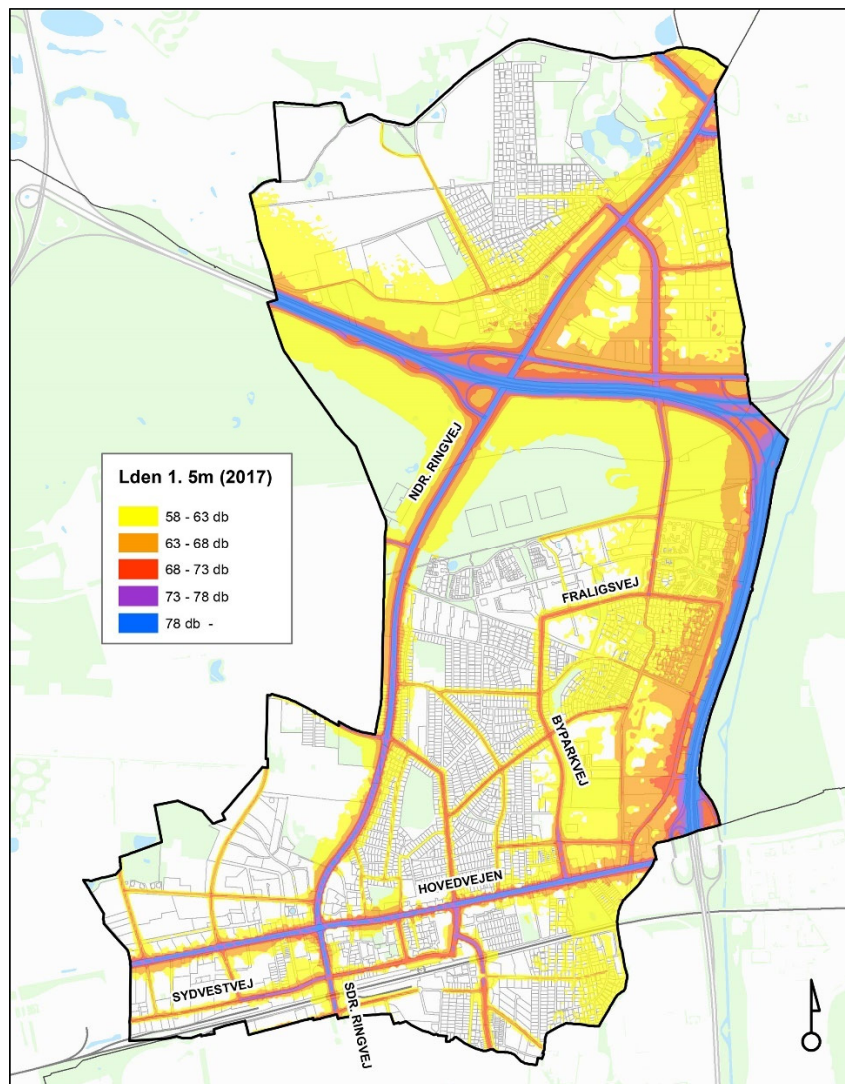 Lden 1. 5m (2017)
58 - 63 db
63 - 68 db
68 - 73 db
73 - 78 db
78 db -
NDR. RINGVEJ
FRALIGSVEJ
BYPARKVEJ
HOVEDVEJEN
SYDVESTVEJ
SDR. RINGVEJ